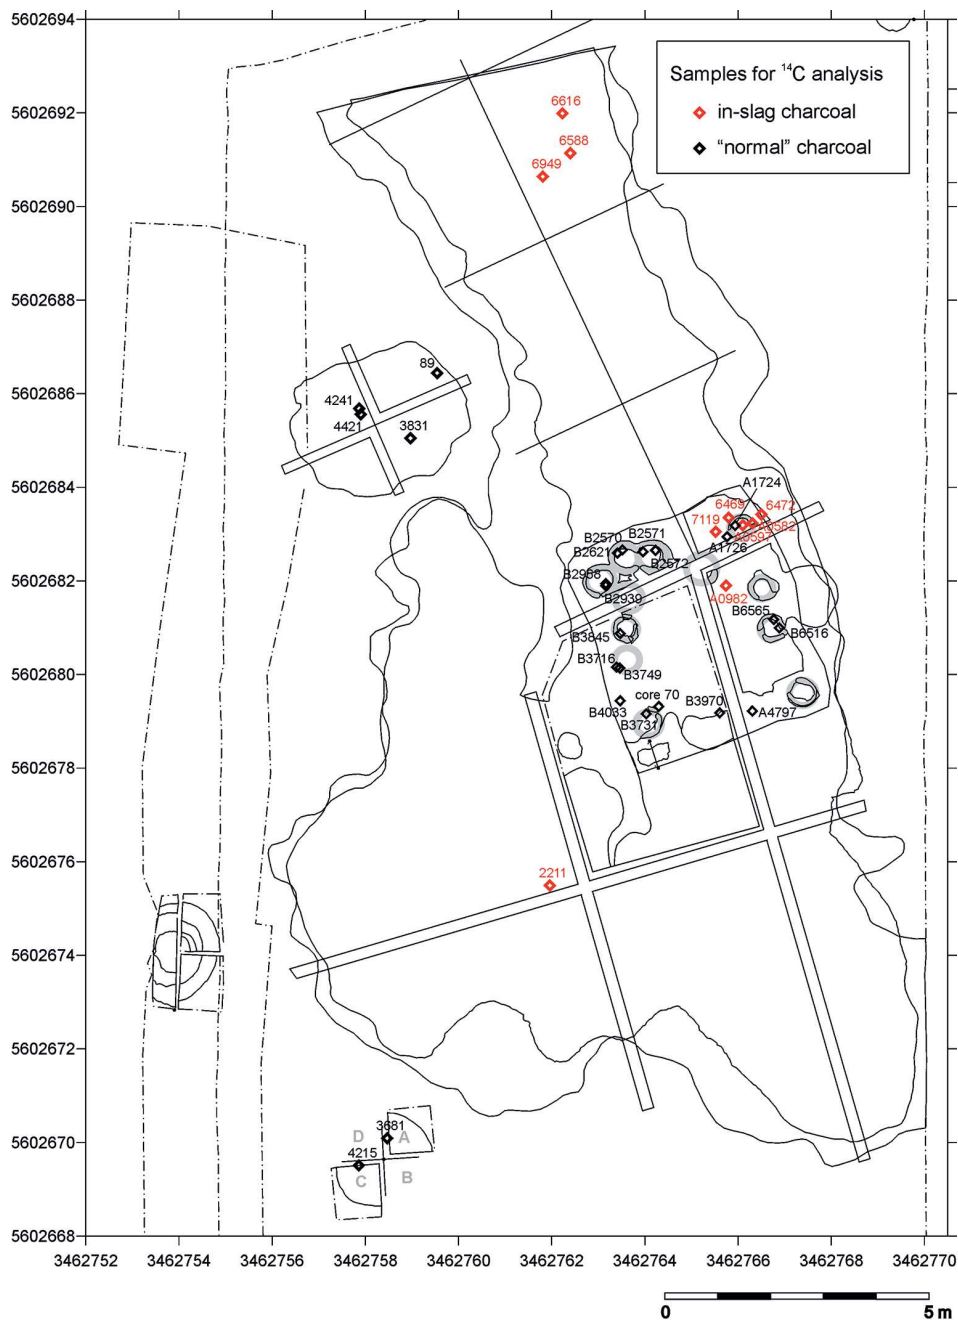 5602694
5602692
5602690
5602688
5602686
5602684
5602682
5602680
5602678
5602676
5602674
5602672
5602670
5602668
Samples for ¹⁴C analysis
in-slag charcoal
“normal” charcoal
6616
6588
6949
89
4241
4421
3831
A1724
6469
6472
7119
A0582
A0597
A1726
B2570
B2571
B2621
B2572
B2988
B2939
A0982
B6565
B6516
B3845
B3716
B3749
core 70
B3970
B4033
B3731
A4797
2211
3681
D
A
4215
C
B
3462752
3462754
3462756
3462758
3462760
3462762
3462764
3462766
3462768
3462770
0
5 m